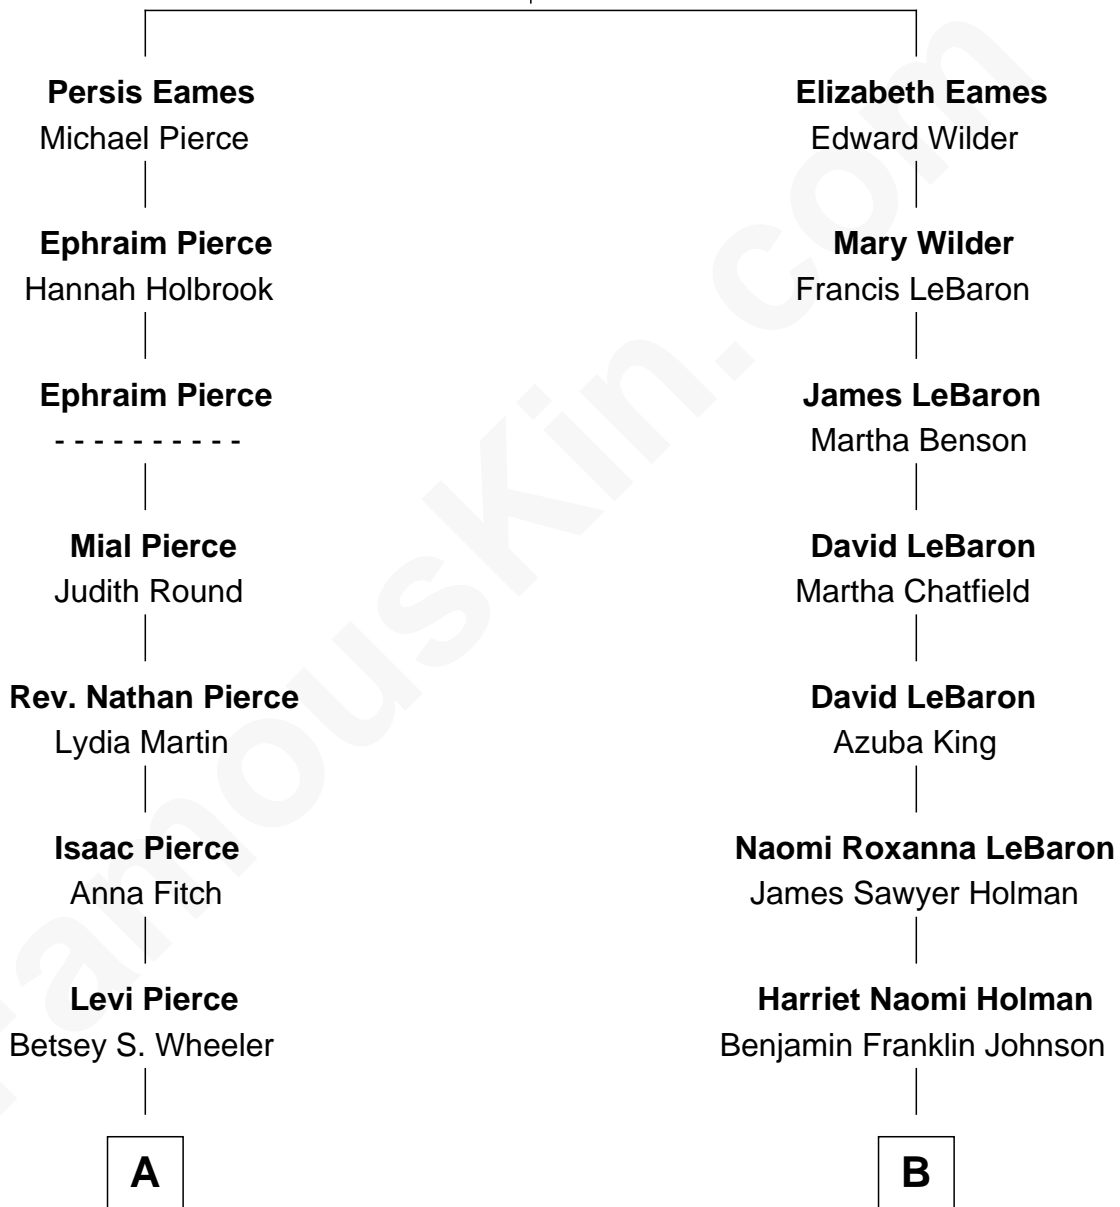 Persis Eames
Michael Pierce
Ephraim Pierce
Hannah Holbrook
Ephraim Pierce
- - - - - - - - - -
Mial Pierce
Judith Round
Rev. Nathan Pierce
Lydia Martin
Isaac Pierce
Anna Fitch
Levi Pierce
Betsey S. Wheeler
A
Elizabeth Eames
Edward Wilder
Mary Wilder
Francis LeBaron
James LeBaron
Martha Benson
David LeBaron
Martha Chatfield
David LeBaron
Azuba King
Naomi Roxanna LeBaron
James Sawyer Holman
Harriet Naomi Holman
Benjamin Franklin Johnson
B
FamousKin.com